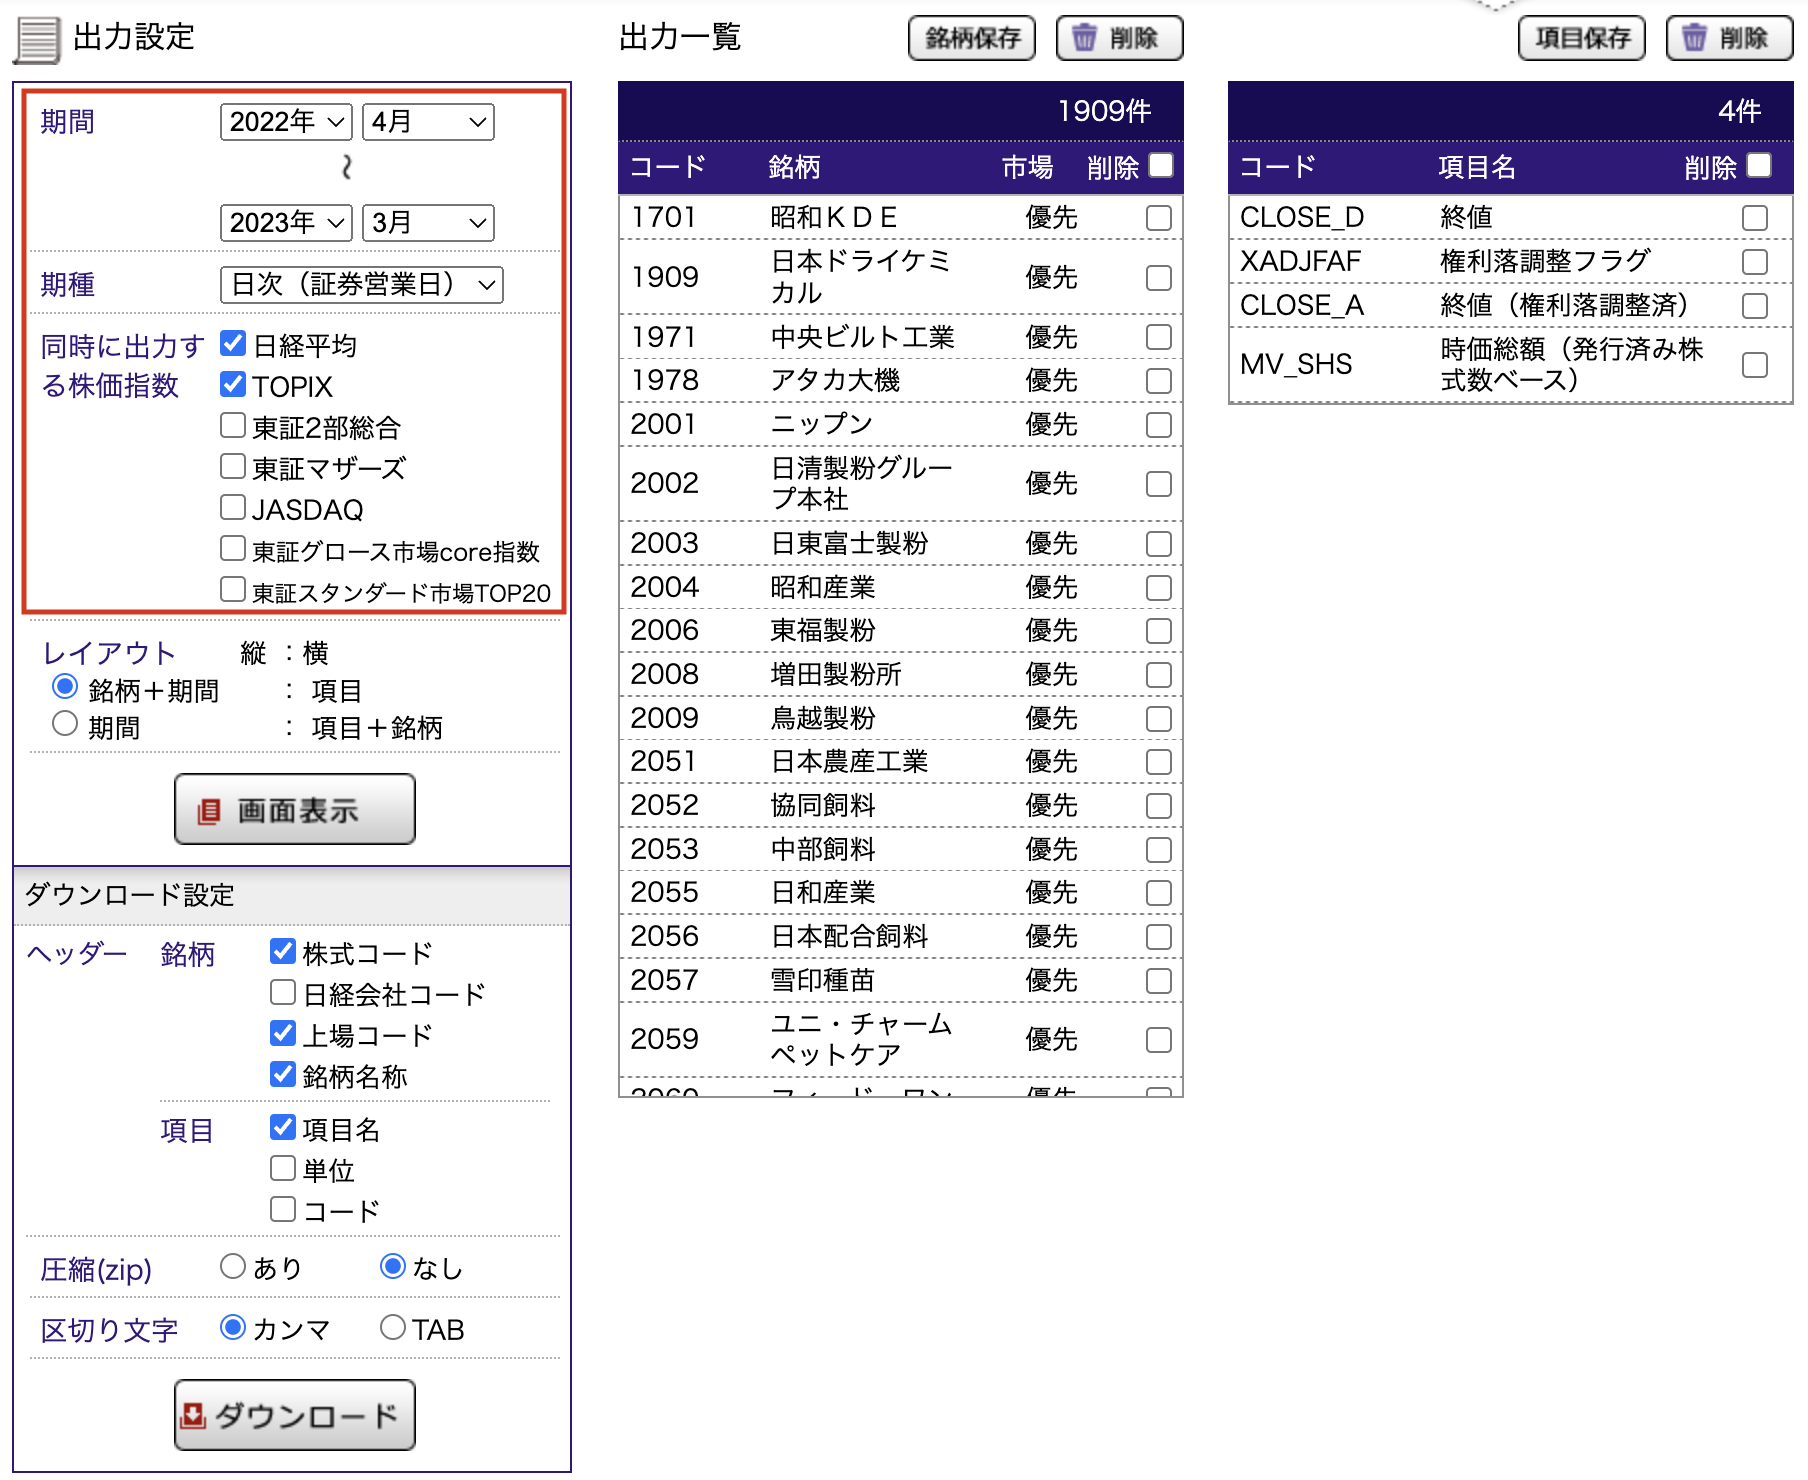 出力設定
期間 2022年 4月
~
2023年 3月
期種 日次（証券営業日）
同時に出力す
る株価指数
日経平均
TOPIX
東証2部総合
東証マザーズ
JASDAQ
東証グロース市場core指数
東証スタンダード市場TOP20
レイアウト 縦 : 横
銘柄＋期間 : 項目
期間 : 項目＋銘柄
画面表示
ダウンロード設定
ヘッダー 銘柄 株式コード
日経会社コード
上場コード
銘柄名称
項目 項目名
単位
コード
圧縮(zip) あり なし
区切り文字 カンマ TAB
ダウンロード
出力一覧 銘柄保存 削除
1909件
コード 銘柄 市場 削除
1701 昭和ＫＤＥ 優先
1909 日本ドライケミ
カル 優先
1971 中央ビルト工業 優先
1978 アタカ大機 優先
2001 ニップン 優先
2002 日清製粉グルー
プ本社 優先
2003 日東富士製粉 優先
2004 昭和産業 優先
2006 東福製粉 優先
2008 増田製粉所 優先
2009 鳥越製粉 優先
2051 日本農産工業 優先
2052 協同飼料 優先
2053 中部飼料 優先
2055 日和産業 優先
2056 日本配合飼料 優先
2057 雪印種苗 優先
2059 ユニ・チャーム
ペットケア 優先
2060 フィード・ワン 優先
項目保存 削除
4件
コード 項目名 削除
CLOSE_D 終値
XADJFAF 権利落調整フラグ
CLOSE_A 終値（権利落調整済）
MV_SHS 時価総額（発行済み株
式数ベース）